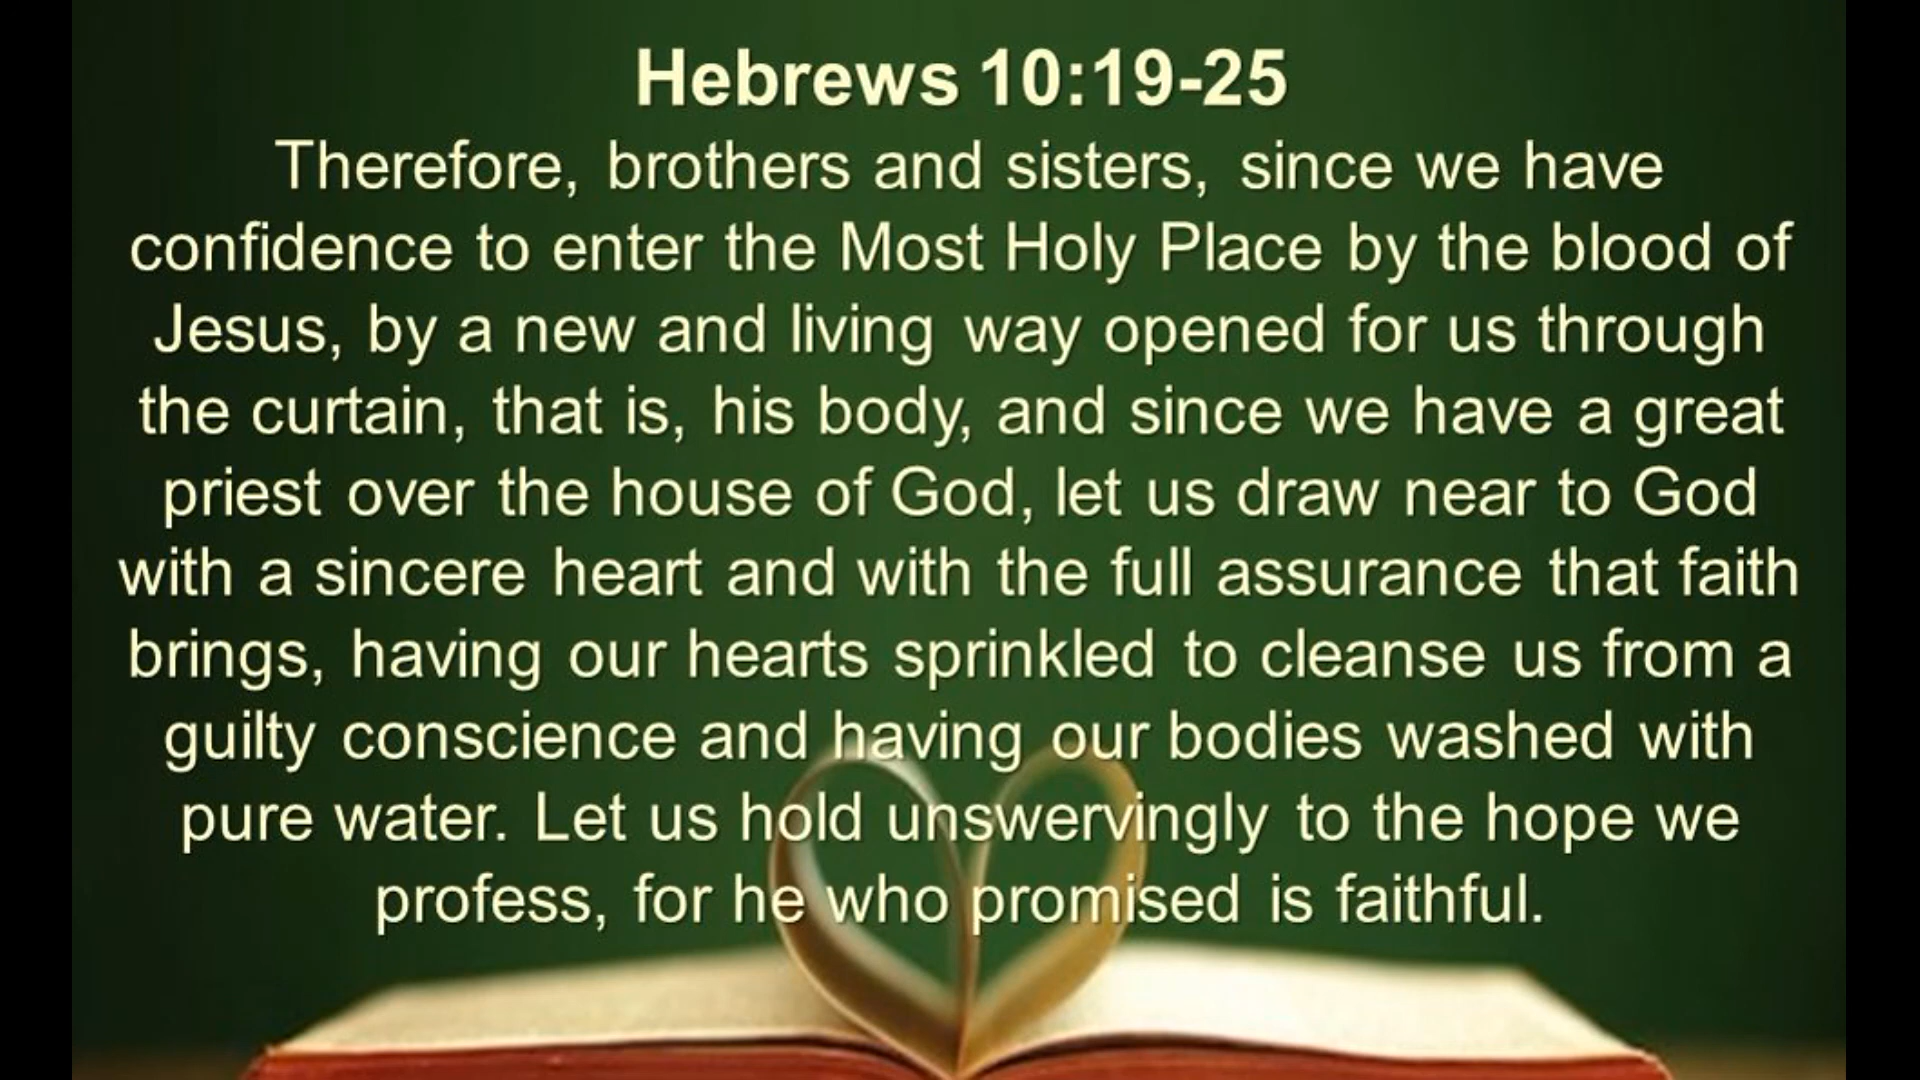 Hebrews 10:19-25
Therefore, brothers and sisters, since we have
confidence to enter the Most Holy Place by the blood of
Jesus, by a new and living way opened for us through
the curtain, that is, his body, and since we have a great
priest over the house of God, let us draw near to God
with a sincere heart and with the full assurance that faith
brings, having our hearts sprinkled to cleanse us from a
guilty conscience and having our bodies washed with
pure water. Let us hold unswervingly to the hope we
profess, for he who promised is faithful.